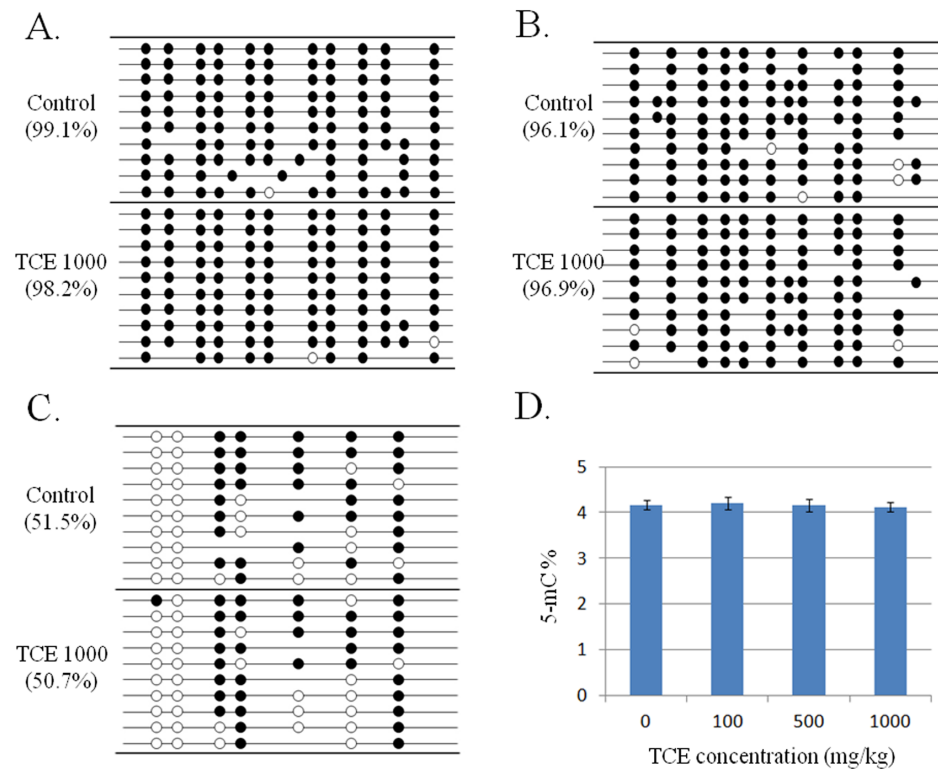 A.
Control
(99.1%)
TCE 1000
(98.2%)
B.
Control
(96.1%)
TCE 1000
(96.9%)
C.
Control
(51.5%)
TCE 1000
(50.7%)
D.
5
4
3
2
1
0
5-mC %
0 100 500 1000
TCE concentration (mg/kg)